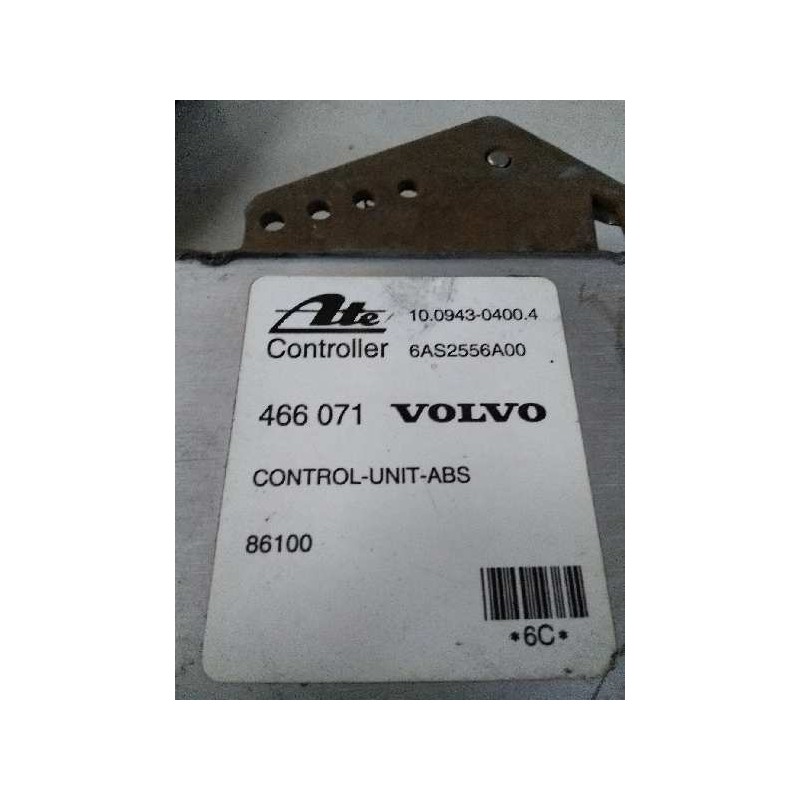 Ate 10.0943-0400.4
Controller 6AS2556A00
466 071 VOLVO
CONTROL-UNIT-ABS
86100
*6C*